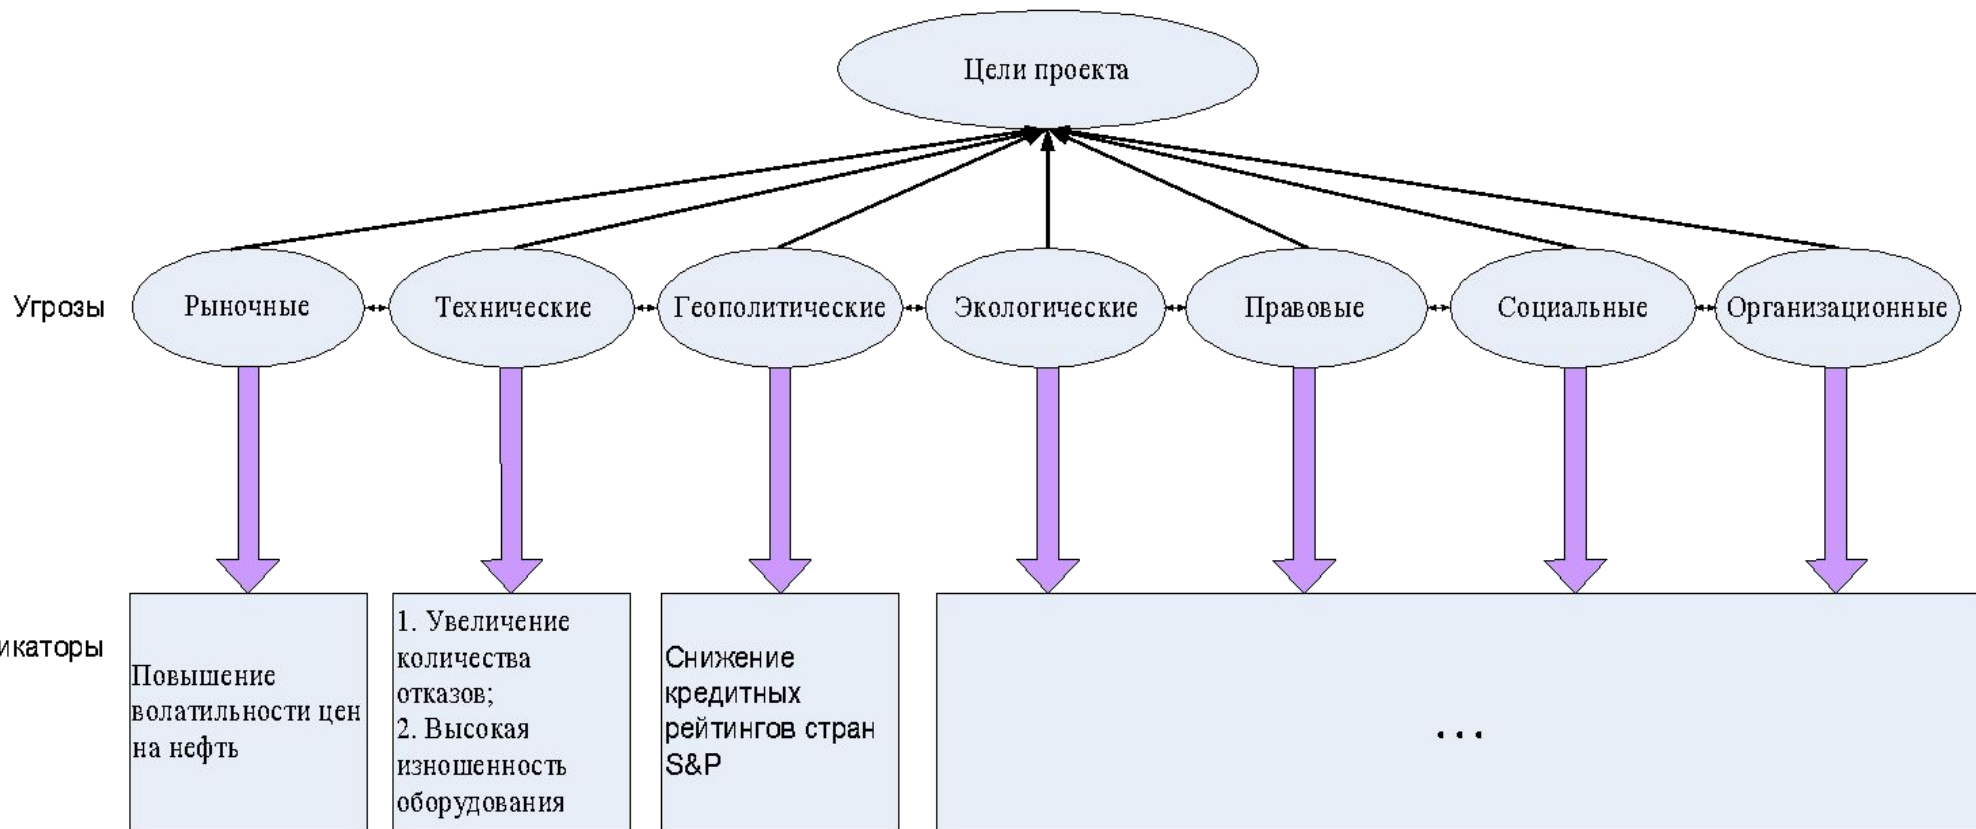 Цели проекта
Угрозы
Рыночные
Технические
Геополитические
Экологические
Правовые
Социальные
Организационные
Повышение
волатильности цен
на нефть
1. Увеличение
количества
отказов;
2. Высокая
изношенность
оборудования
Снижение
кредитных
рейтингов стран
S&P
...